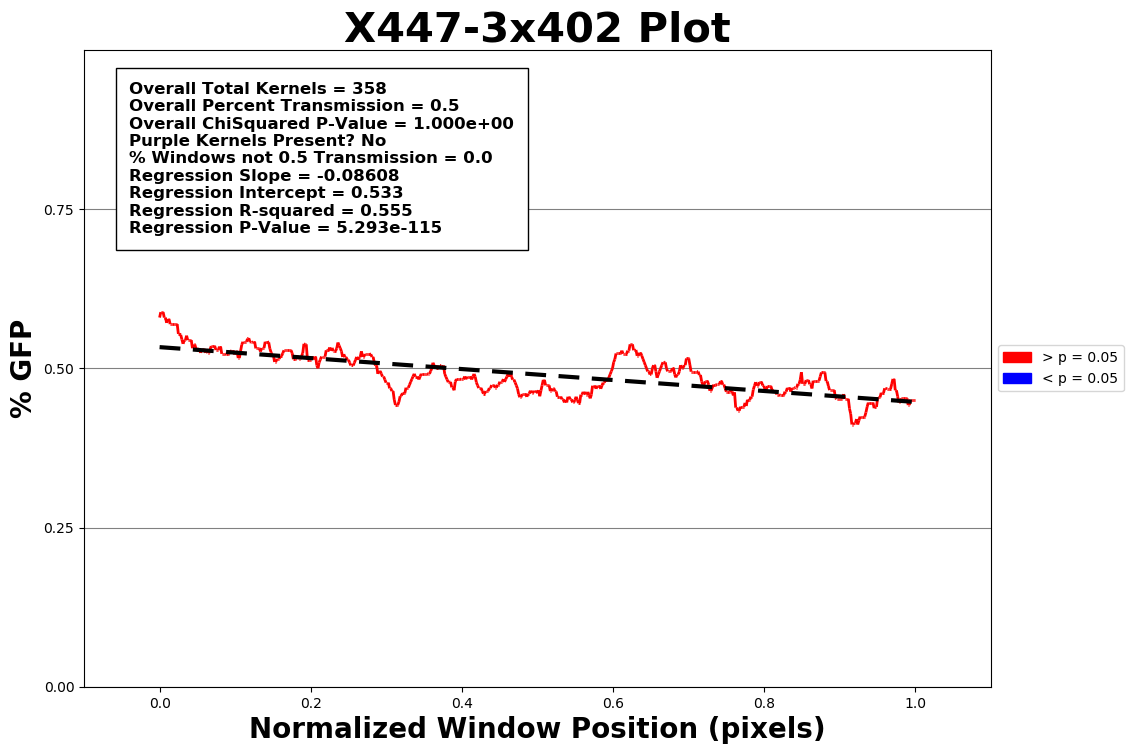 X447-3x402 Plot
Overall Total Kernels = 358
Overall Percent Transmission = 0.5
Overall ChiSquared P-Value = 1.000e+00
Purple Kernels Present? No
% Windows not 0.5 Transmission = 0.0
Regression Slope = -0.08608
Regression Intercept = 0.533
Regression R-squared = 0.555
Regression P-Value = 5.293e-115
% GFP
0.75
0.50
0.25
0.00
> p = 0.05
< p = 0.05
0.0 0.2 0.4 0.6 0.8 1.0
Normalized Window Position (pixels)